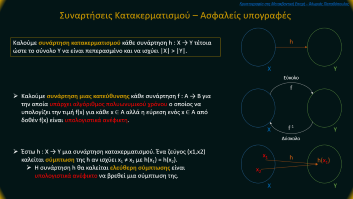 Συναρτήσεις Κατακερματισμού – Ασφαλείς υπογραφές
Καλούμε συνάρτηση κατακερματισμού κάθε συνάρτηση h : X → Y τέτοια
ώστε το σύνολο Y να είναι πεπερασμένο και να ισχύει |X| > |Y|.
h
X
Y
Καλούμε συνάρτηση μιας κατεύθυνσης κάθε συνάρτηση f : A → B για
την οποία υπάρχει αλγόριθμος πολυωνυμικού χρόνου ο οποίος να
υπολογίζει την τιμή f(x) για κάθε x ∈ A αλλά η εύρεση ενός x ∈ A από
δοθέν f(x) είναι υπολογιστικά ανέφικτο.
Εύκολο
f
X
Y
f⁻¹
Δύσκολο
Έστω h : X → Y μια συνάρτηση κατακερματισμού. Ένα ζεύγος {x1,x2}
καλείται σύμπτωση της h αν ισχύει x₁ ≠ x₂ με h(x₁) = h(x₂).
Η συνάρτηση h θα καλείται ελεύθερη σύμπτωσης είναι
υπολογιστικά ανέφικτο να βρεθεί μια σύμπτωση της.
x₁
x₂
h
h(x₁)
X
Y